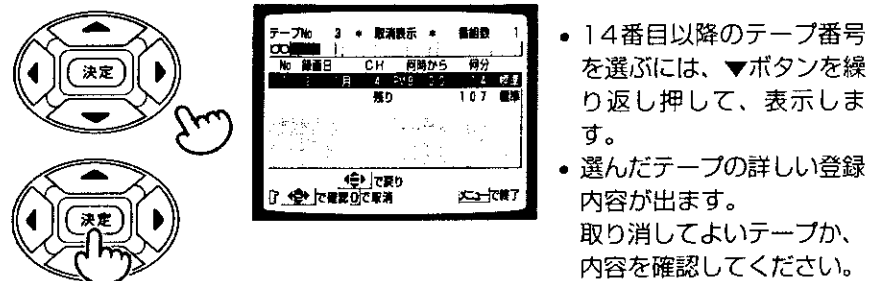 決定
決定
テープNo 3 * 取消表示 * 番組数 1
No 録画日 CH 何時から 何分
月 4 PM8 14 標準
残り 107 標準
で戻り
で確認 0で取消 メニューで終了
• 14番目以降のテープ番号
を選ぶには、▼ボタンを繰
り返し押して、表示しま
す。
• 選んだテープの詳しい登録
内容が出ます。
取り消してよいテープか、
内容を確認してください。